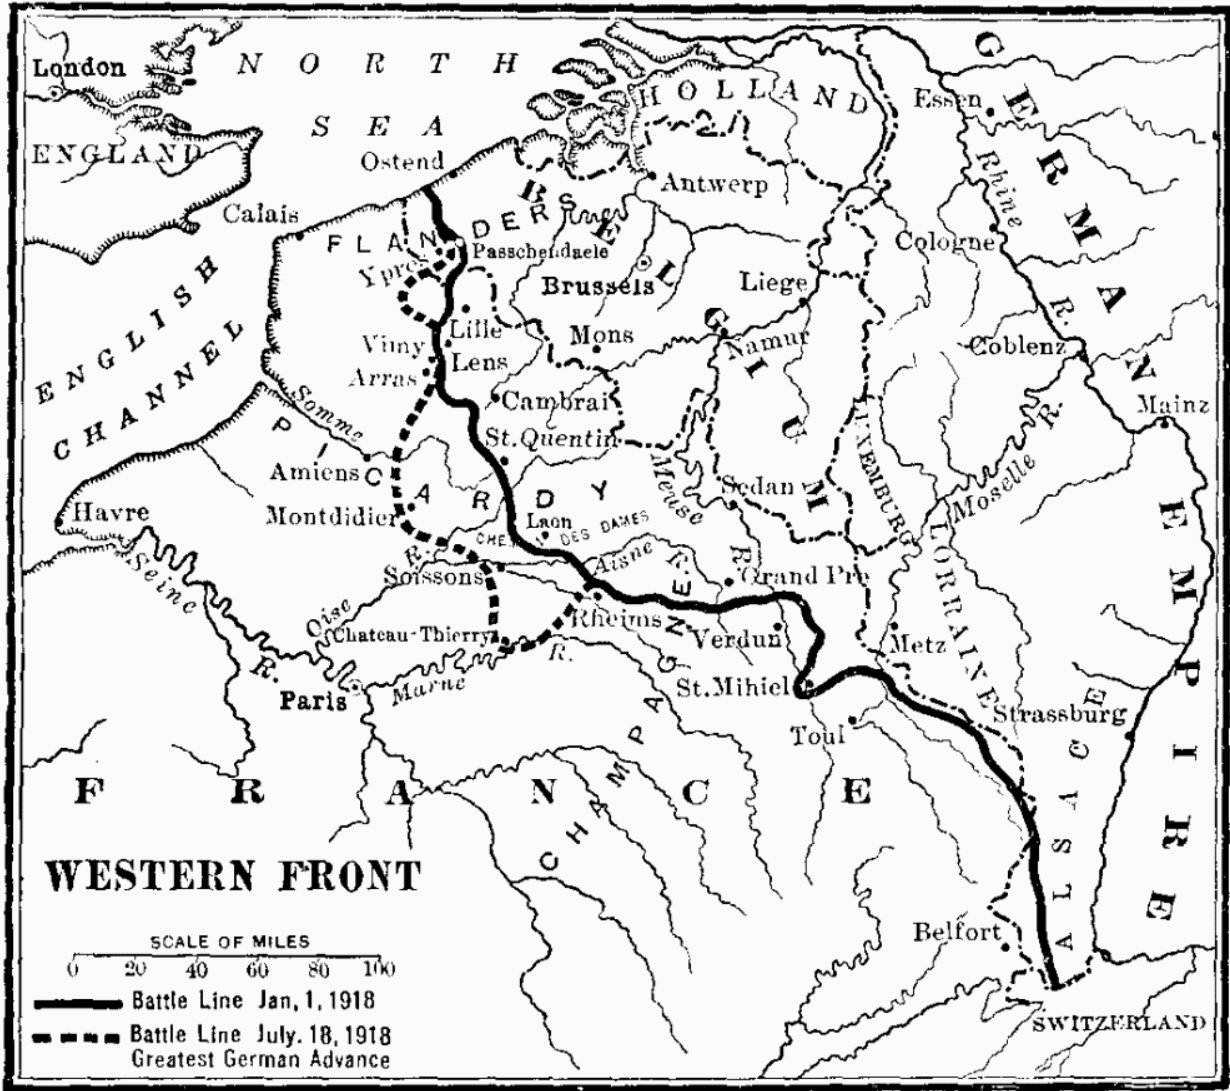 London
NORTH
SEA
HOLLAND
GERMAN EMPIRE
Essen
ENGLAND
Ostend
Rhine R.
BELGIUM
Antwerp
Calais
FLANDERS
Cologne
Ypres
Passchendaele
Brussels
Liege
ENGLISH
CHANNEL
Lille
Mons
Namur
Coblenz
Vimy
Lens
Arras
Cambrai
Mainz
Somme
PICARDY
St. Quentin
LUXEMBURG
Moselle R.
Amiens
Meuse R.
Sedan
Havre
Montdidier
Laon
CHEMIN DES DAMES
LORRAINE
Seine R.
Oise R.
Soissons
Aisne R.
Grand Pre
Chateau-Thierry
Rheims
Verdun
Metz
Marne R.
Paris
CHAMPAGNE
St. Mihiel
Toul
Strassburg
ALSACE
FRANCE
Belfort
SWITZERLAND
WESTERN FRONT
SCALE OF MILES
0 20 40 60 80 100
Battle Line Jan, 1, 1918
Battle Line July. 18, 1918
Greatest German Advance